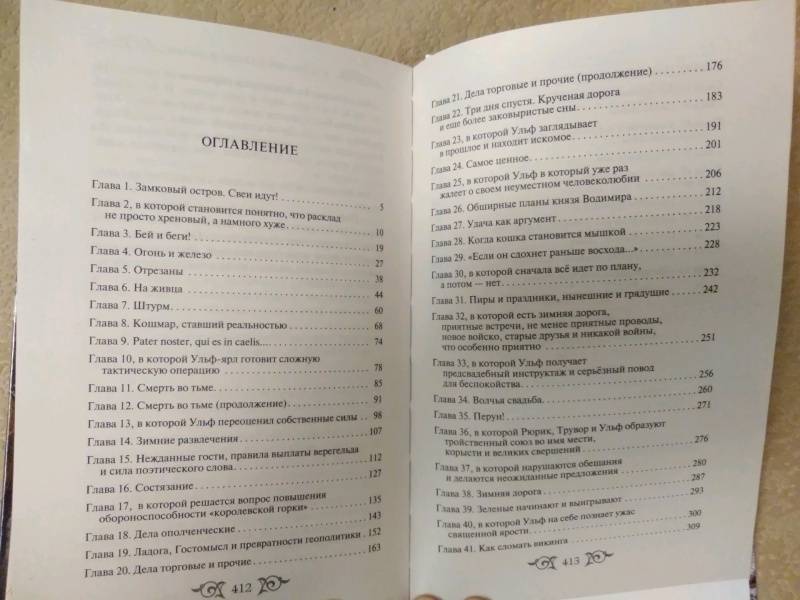 ОГЛАВЛЕНИЕ
Глава 1. Замковый остров. Свеи идут! 5
Глава 2, в которой становится понятно, что расклад
не просто хреновый, а намного хуже 10
Глава 3. Бей и беги! 19
Глава 4. Огонь и железо 27
Глава 5. Отрезаны 38
Глава 6. На живца 44
Глава 7. Штурм 60
Глава 8. Кошмар, ставший реальностью 68
Глава 9. Pater noster, qui es in caelis... 74
Глава 10, в которой Ульф-ярл готовит сложную
тактическую операцию 78
Глава 11. Смерть во тьме 85
Глава 12. Смерть во тьме (продолжение) 91
Глава 13, в которой Ульф переоценил собственные силы 98
Глава 14. Зимние развлечения 107
Глава 15. Нежданные гости, правила выплаты верегельда
и сила поэтического слова 112
Глава 16. Состязание 127
Глава 17, в которой решается вопрос повышения
обороноспособности «королевской горки» 135
Глава 18. Дела ополченческие 143
Глава 19. Ладога, Гостомысл и превратности геополитики 152
Глава 20. Дела торговые и прочие 163
412
Глава 21. Дела торговые и прочие (продолжение) 176
Глава 22. Три дня спустя. Крученая дорога
и еще более заковыристые сны 183
Глава 23, в которой Ульф заглядывает
в прошлое и находит искомое 191
Глава 24. Самое ценное 201
Глава 25, в которой Ульф в который уже раз
жалеет о своем неуместном человеколюбии 206
Глава 26. Обширные планы князя Водимира 212
Глава 27. Удача как аргумент 218
Глава 28. Когда кошка становится мышкой 223
Глава 29. «Если он сдохнет раньше восхода...» 228
Глава 30, в которой сначала всё идет по плану,
а потом — нет 232
Глава 31. Пиры и праздники, нынешние и грядущие 242
Глава 32, в которой есть зимняя дорога,
приятные встречи, не менее приятные проводы,
новое войско, старые друзья и никакой войны,
что особенно приятно 251
Глава 33, в которой Ульф получает
предсвадебный инструктаж и серьёзный повод
для беспокойства 256
Глава 34. Волчья свадьба 260
Глава 35. Перун! 271
Глава 36, в которой Рюрик, Трувор и Ульф образуют
тройственный союз во имя мести,
корысти и великих свершений 276
Глава 37, в которой нарушаются обещания
и делаются неожиданные предложения 280
Глава 38. Зимняя дорога 287
Глава 39. Зеленые начинают и выигрывают 293
Глава 40, в которой Ульф на себе познает ужас
священной ярости 300
Глава 41. Как сломать викинга 309
413